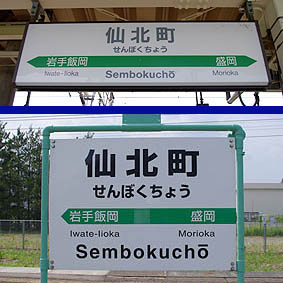 仙北町
せんぼくちょう
岩手飯岡 盛岡
Iwate-Iioka Sembokuchō Morioka
仙北町
せんぼくちょう
岩手飯岡 盛岡
Iwate-Iioka Morioka
Sembokuchō